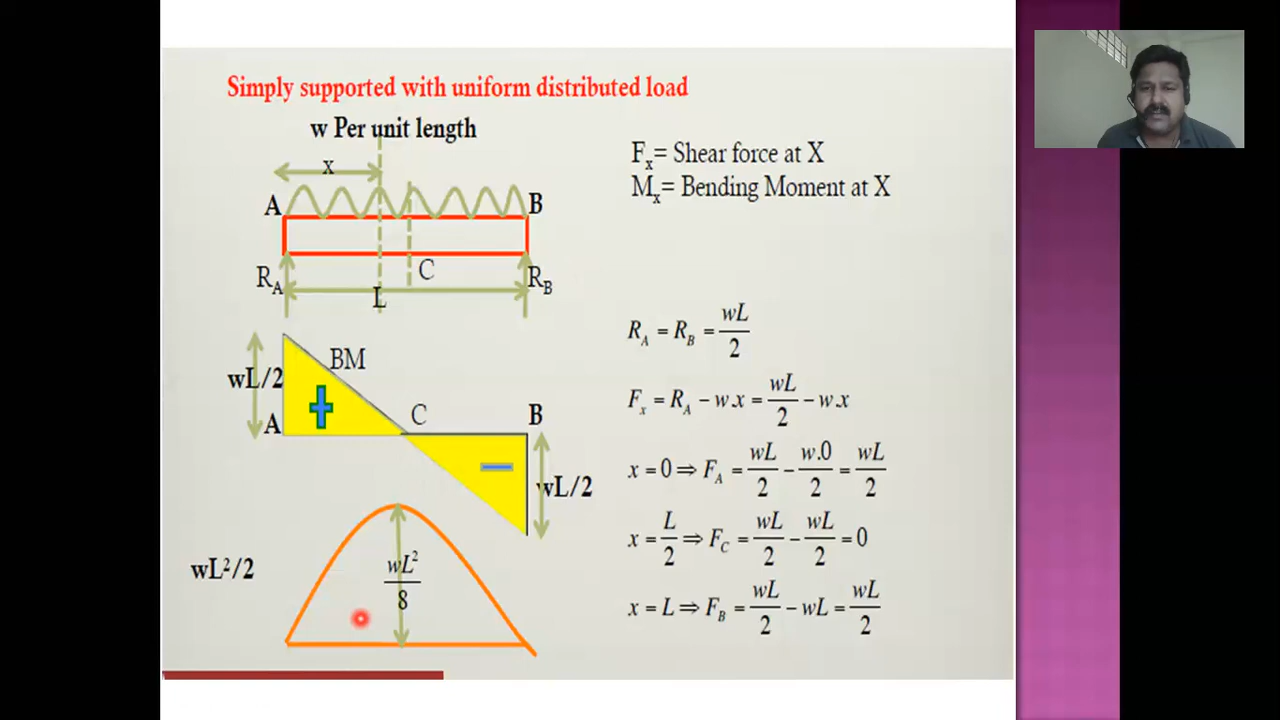 Simply supported with uniform distributed load
w Per unit length
x
A
B
R_A
C
R_B
L
wL/2
BM
A
C
B
wL/2
wL²/2
wL²/8
F_x= Shear force at X
M_x= Bending Moment at X
R_A = R_B = wL/2
F_x = R_A − w.x = wL/2 − w.x
x = 0 ⇒ F_A = wL/2 − w.0/2 = wL/2
x = L/2 ⇒ F_C = wL/2 − wL/2 = 0
x = L ⇒ F_B = wL/2 − wL = wL/2